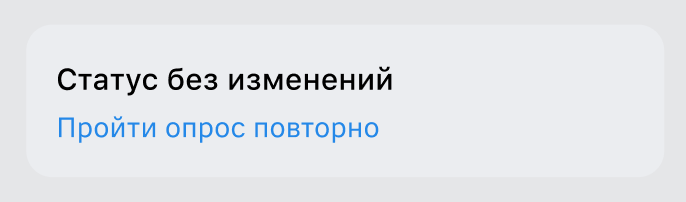 Статус без изменений
Пройти опрос повторно